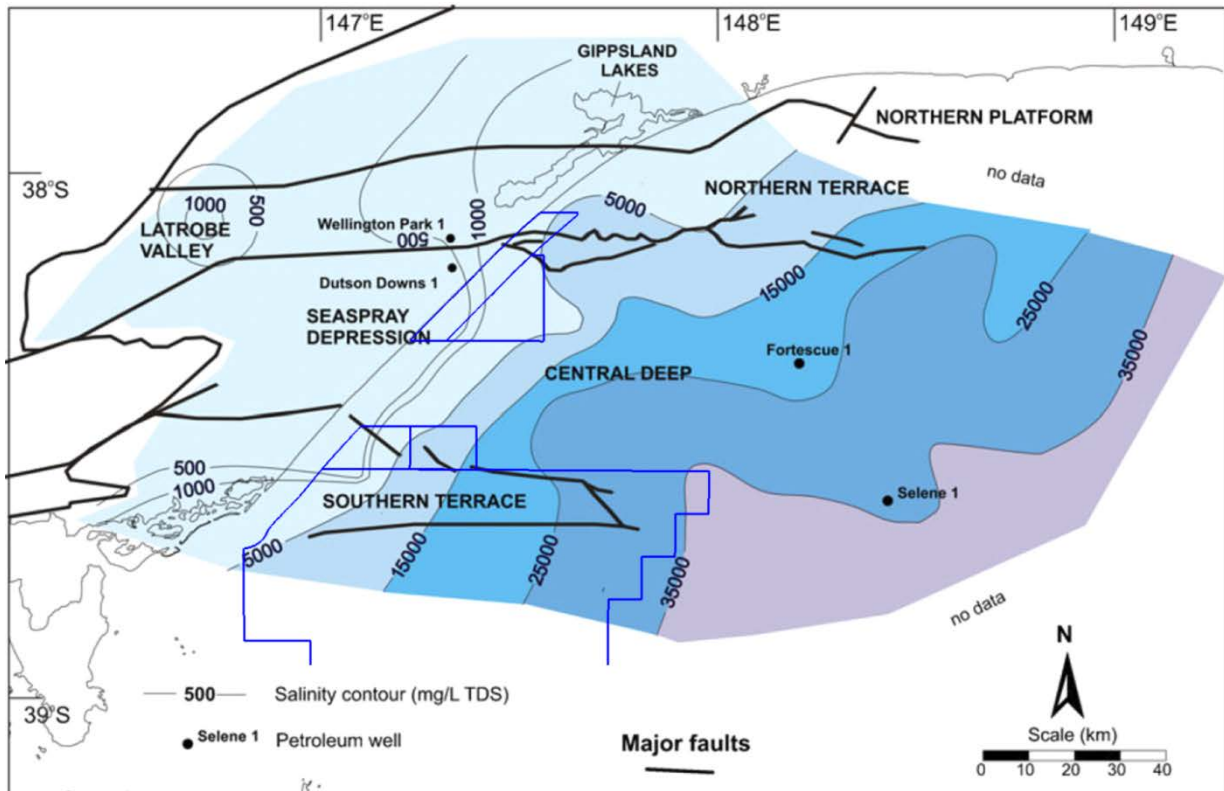 147°E
148°E
149°E
GIPPSLAND
LAKES
NORTHERN PLATFORM
no data
38°S
1000
500
LATROBE
VALLEY
Wellington Park 1
500
1000
5000
NORTHERN TERRACE
Dutson Downs 1
SEASPRAY
DEPRESSION
15000
25000
35000
Fortescue 1
CENTRAL DEEP
500
1000
SOUTHERN TERRACE
Selene 1
5000
15000
25000
35000
no data
500
Salinity contour (mg/L TDS)
39°S
Selene 1
Petroleum well
Major faults
N
Scale (km)
0 10 20 30 40